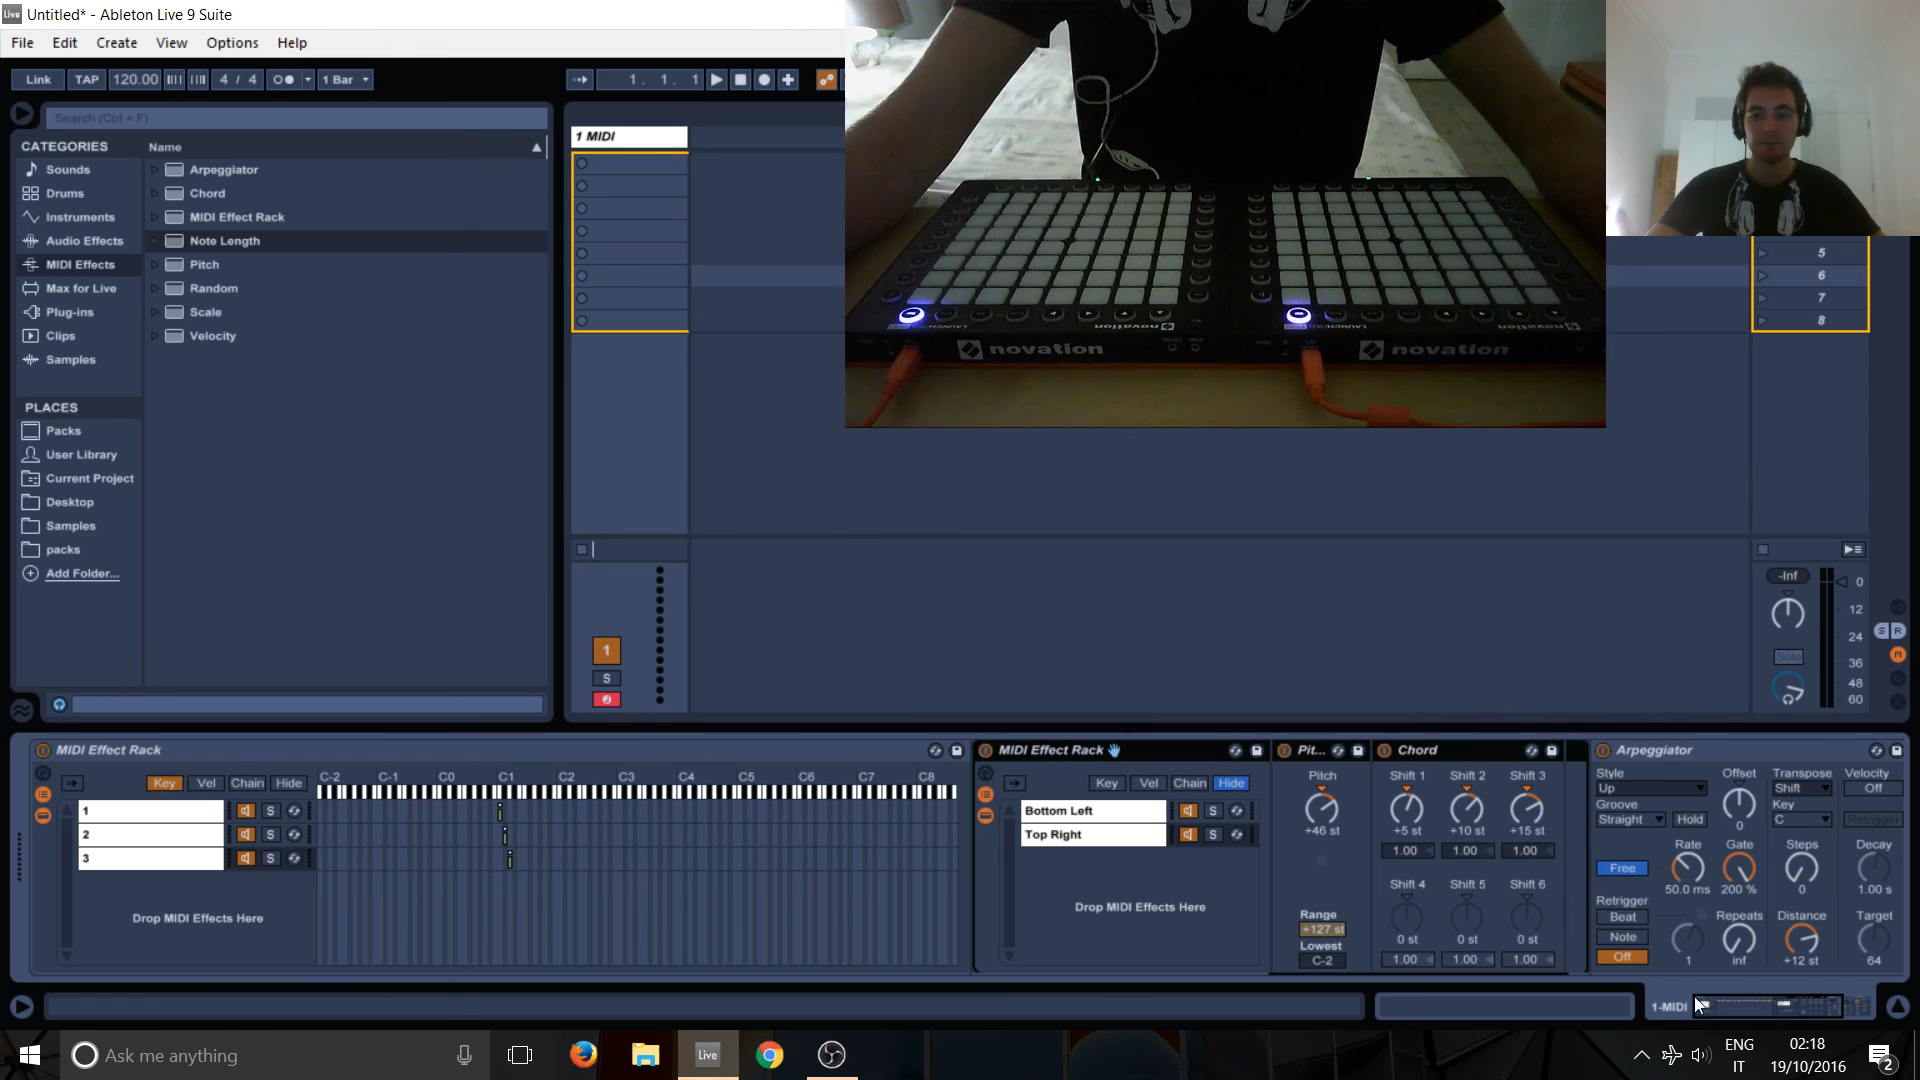 Live Untitled* - Ableton Live 9 Suite
File Edit Create View Options Help
Link TAP 120.00 4 / 4 1 Bar 1. 1. 1
Search (Ctrl + F)
CATEGORIES
Sounds
Drums
Instruments
Audio Effects
MIDI Effects
Max for Live
Plug-ins
Clips
Samples
PLACES
Packs
User Library
Current Project
Desktop
Samples
packs
Add Folder...
Name
Arpeggiator
Chord
MIDI Effect Rack
Note Length
Pitch
Random
Scale
Velocity
1 MIDI
1
S
novation
novation
novation
novation
5
6
7
8
-Inf
0
12
24
36
48
60
Solo
S R
M
MIDI Effect Rack
Key Vel Chain Hide
C-2 C-1 C0 C1 C2 C3 C4 C5 C6 C7 C8
1 S
2 S
3 S
Drop MIDI Effects Here
MIDI Effect Rack
Key Vel Chain Hide
Bottom Left S
Top Right S
Drop MIDI Effects Here
Pit...
Pitch
+46 st
Range
+127 st
Lowest
C-2
Chord
Shift 1 Shift 2 Shift 3
+5 st +10 st +15 st
1.00 1.00 1.00
Shift 4 Shift 5 Shift 6
0 st 0 st 0 st
1.00 1.00 1.00
Arpeggiator
Style Offset Transpose Velocity
Up Shift Off
Groove Key
Straight Hold 0 C Retrigger
Rate Gate Steps Decay
Free 50.0 ms 200 % 0 1.00 s
Retrigger
Beat Repeats Distance Target
Note
Off 1 inf +12 st 64
1-MIDI
Ask me anything
Live
ENG
IT
02:18
19/10/2016
2